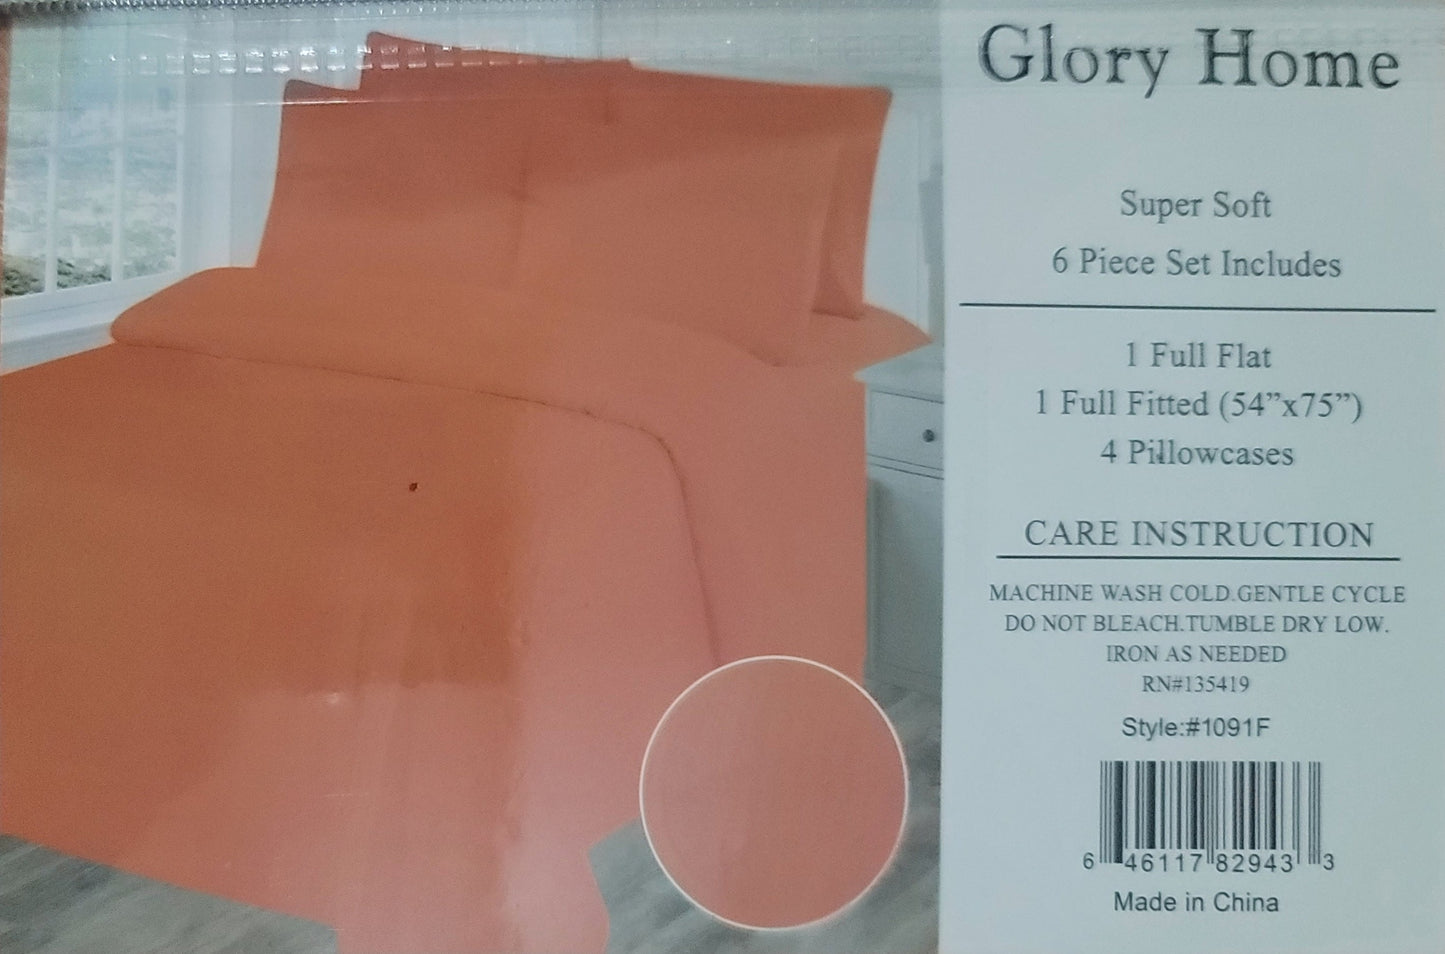 Glory Home
Super Soft
6 Piece Set Includes
1 Full Flat
1 Full Fitted (54”x75”)
4 Pillowcases
CARE INSTRUCTION
MACHINE WASH COLD.GENTLE CYCLE
DO NOT BLEACH.TUMBLE DRY LOW.
IRON AS NEEDED
RN#135419
Style:#1091F
6 46117 82943 3
Made in China